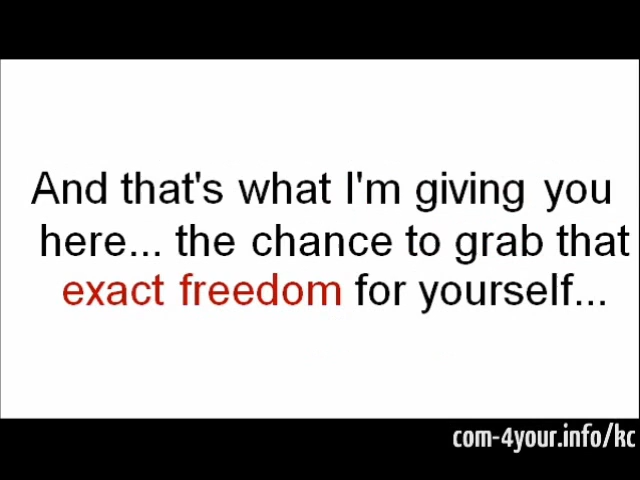 And that's what I'm giving you
here... the chance to grab that
exact freedom for yourself...
com-4your.info/kc